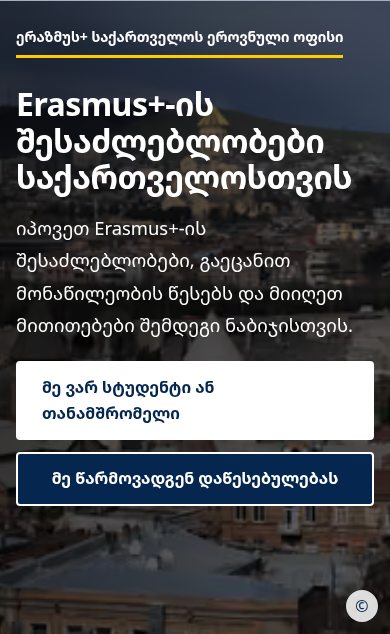 ერაზმუს+ საქართველოს ეროვნული ოფისი
Erasmus+-ის
შესაძლებლობები
საქართველოსთვის
იპოვეთ Erasmus+-ის
შესაძლებლობები, გაეცანით
მონაწილეობის წესებს და მიიღეთ
მითითებები შემდეგი ნაბიჯისთვის.
მე ვარ სტუდენტი ან
თანამშრომელი
მე წარმოვადგენ დაწესებულებას
©